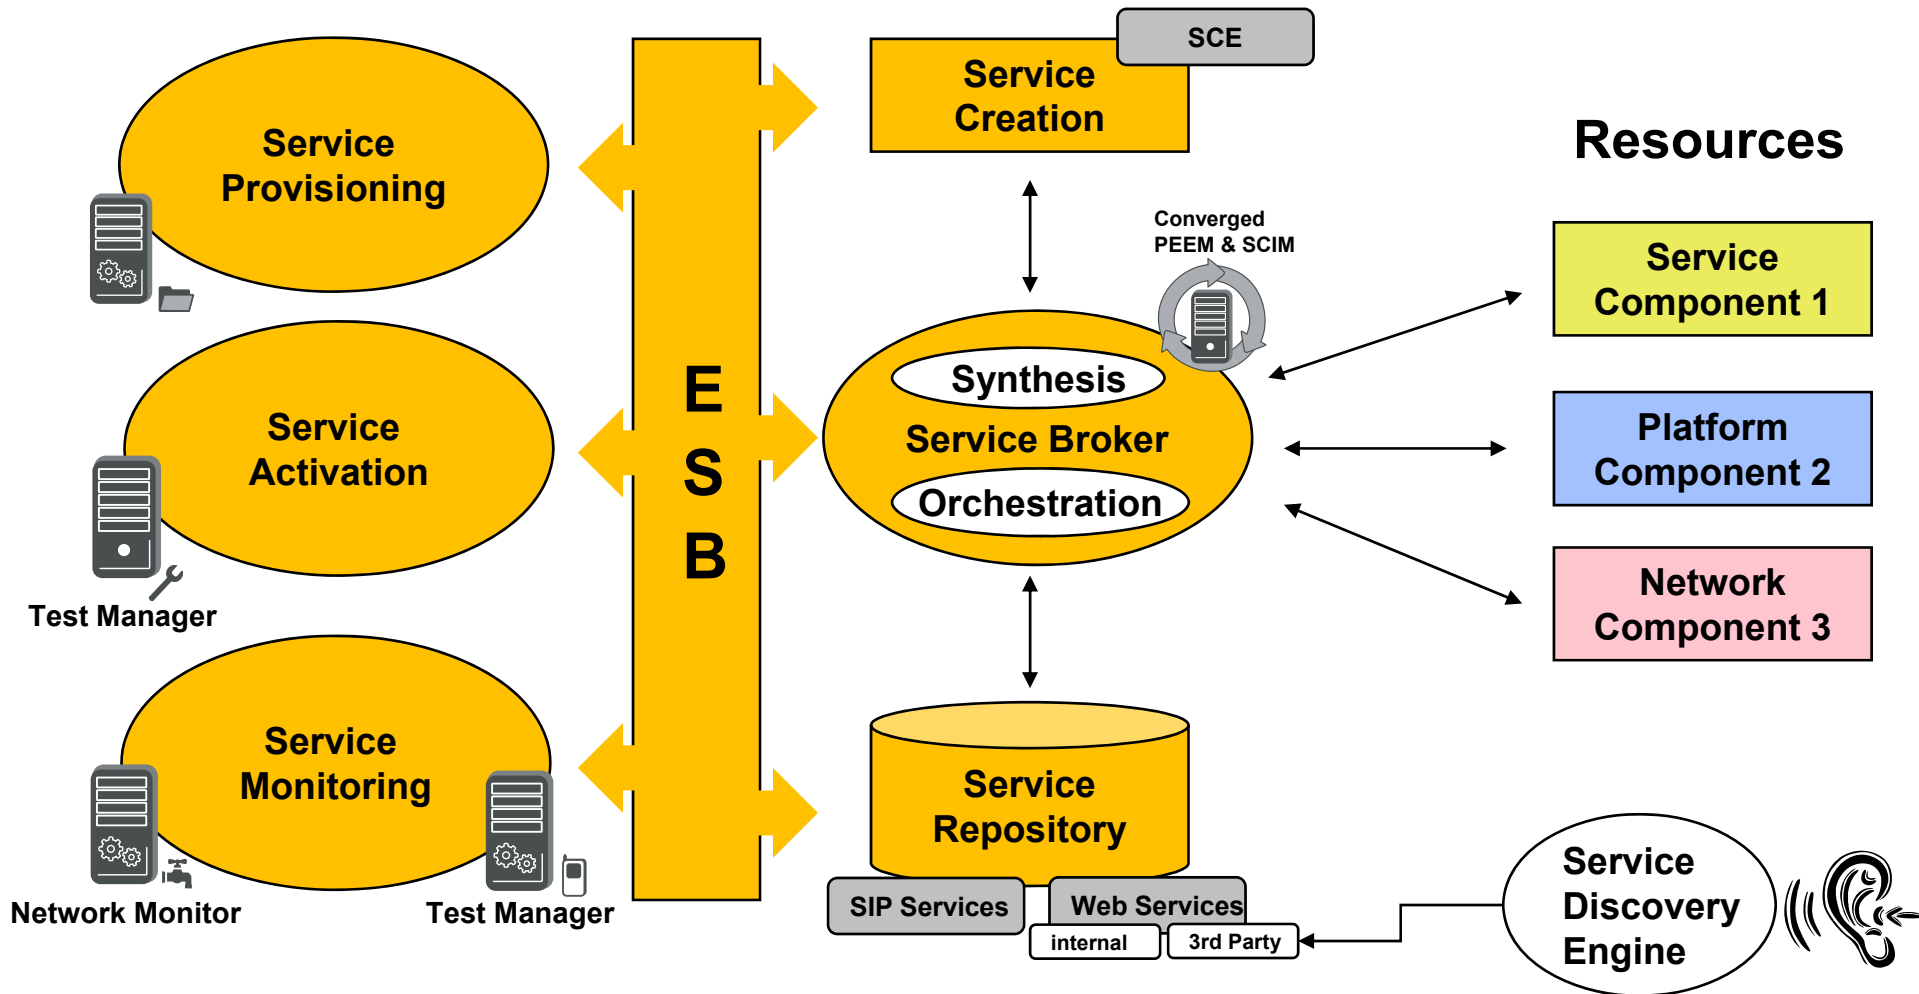 SCE
Service
Creation
Service
Provisioning
Resources
Converged
PEEM & SCIM
Service
Component 1
E
S
B
Synthesis
Service Broker
Orchestration
Service
Activation
Platform
Component 2
Test Manager
Network
Component 3
Service
Monitoring
Service
Repository
Network Monitor
Test Manager
SIP Services
Web Services
internal
3rd Party
Service
Discovery
Engine